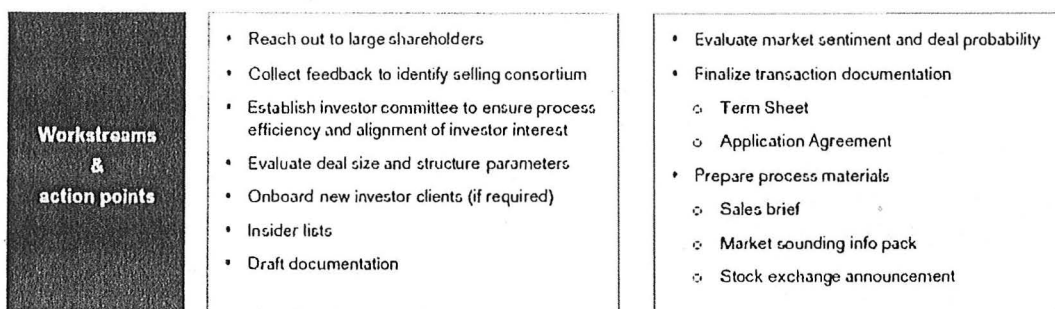 Workstreams
&
action points
• Reach out to large shareholders
• Collect feedback to identify selling consortium
• Establish investor committee to ensure process
efficiency and alignment of investor interest
• Evaluate deal size and structure parameters
• Onboard new investor clients (if required)
• Insider lists
• Draft documentation
• Evaluate market sentiment and deal probability
• Finalize transaction documentation
o Term Sheet
o Application Agreement
• Prepare process materials
o Sales brief
o Market sounding info pack
o Stock exchange announcement